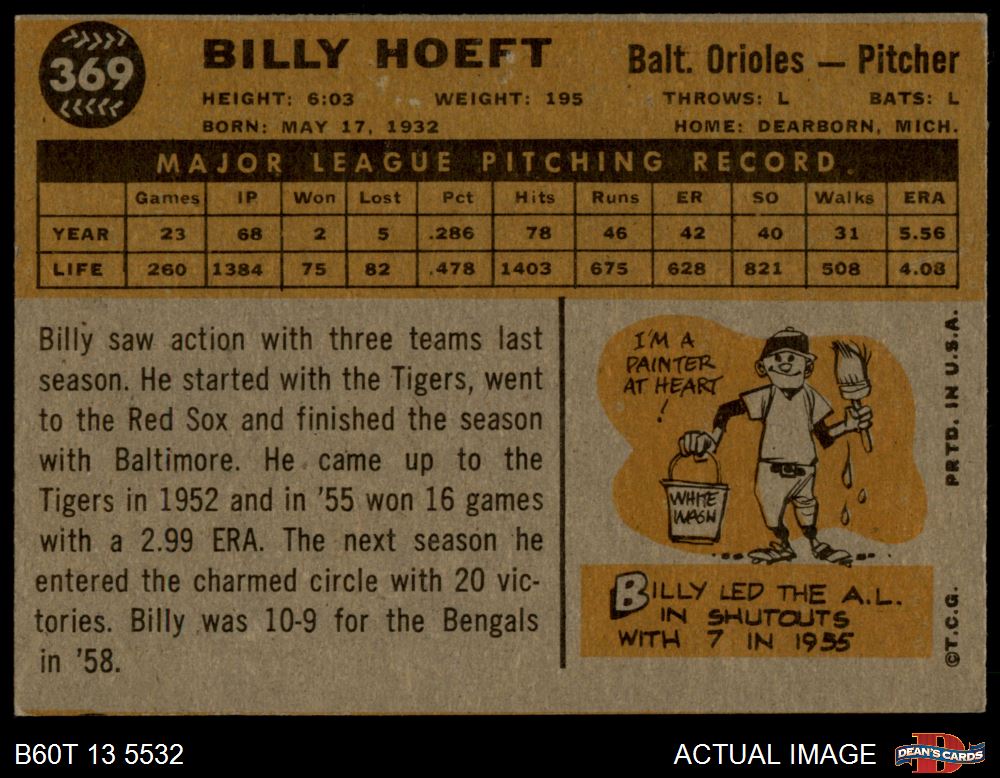 369
BILLY HOEFT
Balt. Orioles — Pitcher
HEIGHT: 6:03 WEIGHT: 195 THROWS: L BATS: L
BORN: MAY 17, 1932 HOME: DEARBORN, MICH.
MAJOR LEAGUE PITCHING RECORD
Games IP Won Lost Pct Hits Runs ER SO Walks ERA
YEAR 23 68 2 5 .286 78 46 42 40 31 5.56
LIFE 260 1384 75 82 .478 1403 675 628 821 508 4.08
Billy saw action with three teams last
season. He started with the Tigers, went
to the Red Sox and finished the season
with Baltimore. He came up to the
Tigers in 1952 and in '55 won 16 games
with a 2.99 ERA. The next season he
entered the charmed circle with 20 vic-
tories. Billy was 10-9 for the Bengals
in '58.
I'M A
PAINTER
AT HEART
!
WHITE
WASH
BILLY LED THE A.L.
IN SHUTOUTS
WITH 7 IN 1955
©T.C.G. PRTD. IN U.S.A.
B60T 13 5532
ACTUAL IMAGE
D
DEAN'S CARDS